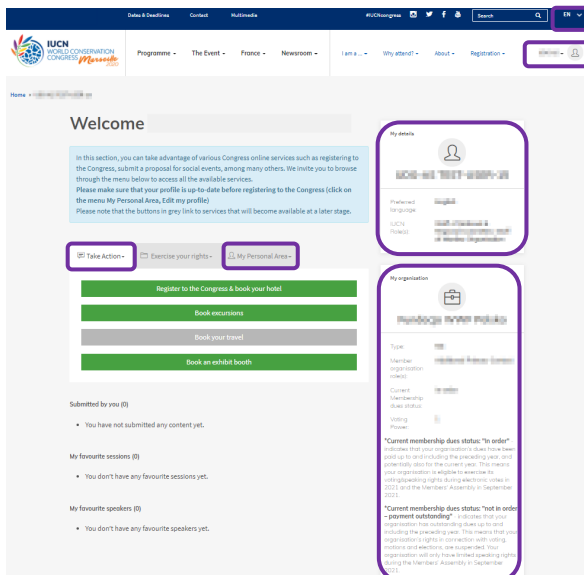 Dates & Deadlines Contact Multimedia #IUCNcongress Search EN
IUCN
WORLD CONSERVATION
CONGRESS Marseille
2020
Programme The Event France Newsroom I am a ... Why attend? About Registration
Home >
Welcome
In this section, you can take advantage of various Congress online services such as registering to
the Congress, submit a proposal for social events, among many others. We invite you to browse
through the menu below to access all the available services.
Please make sure that your profile is up-to-date before registering to the Congress (click on
the menu My Personal Area, Edit my profile)
Please note that the buttons in grey link to services that will become available at a later stage.
Take Action Exercise your rights My Personal Area
Register to the Congress & book your hotel
Book excursions
Book your travel
Book an exhibit booth
Submitted by you (0)
• You have not submitted any content yet.
My favourite sessions (0)
• You don't have any favourite sessions yet.
My favourite speakers (0)
• You don't have any favourite speakers yet.
My details
Preferred
language:
IUCN
Role(s):
My organisation
Type:
Member
organisation
role(s):
Current
Membership
dues status:
Voting
Power:
"Current membership dues status: "In order"
indicates that your organisation's dues have been
paid up to and including the preceding year, and
potentially also for the current year. This means
your organisation is eligible to exercise its
voting/speaking rights during electronic votes in
2021 and the Members' Assembly in September
2021.
"Current membership dues status: "not in order
– payment outstanding" - indicates that your
organisation has outstanding dues up to and
including the preceding year. This means that your
organisation's rights in connection with voting,
motions and elections, are suspended. Your
organisation will only have limited speaking rights
during the Members' Assembly in September
2021.